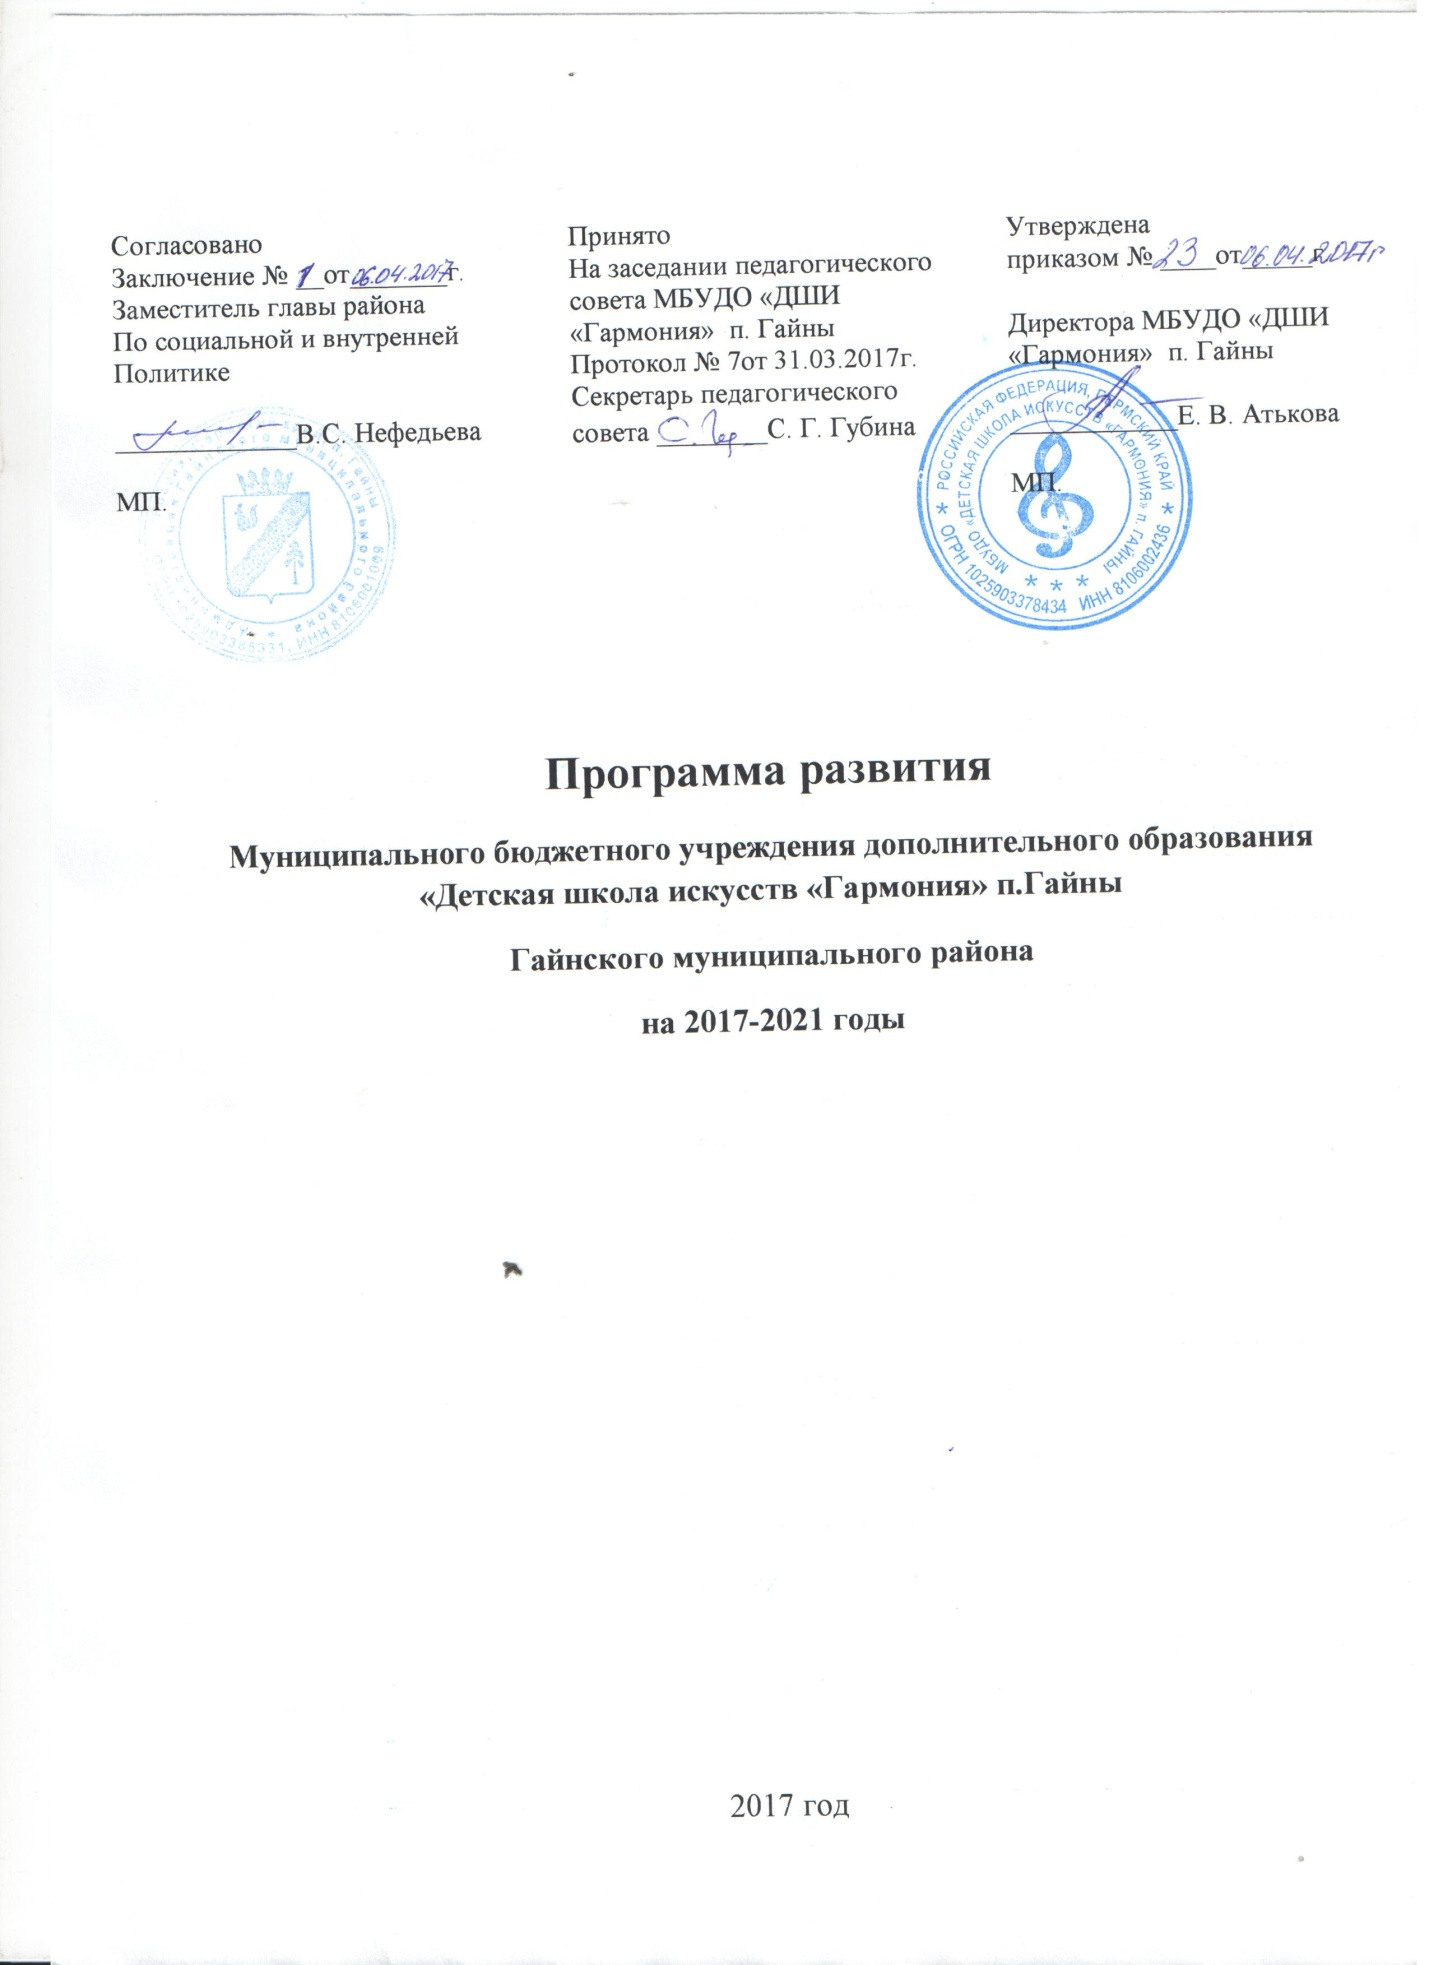 Согласовано
Заключение № 1 от 06.04.2017г.
Заместитель главы района
По социальной и внутренней
Политике
В.С. Нефедьева
МП.
Принято
На заседании педагогического
совета МБУДО «ДШИ
«Гармония» п. Гайны
Протокол № 7от 31.03.2017г.
Секретарь педагогического
совета С. Г. Губина
Утверждена
приказом № 23 от 06.04.2017г
Директора МБУДО «ДШИ
«Гармония» п. Гайны
Е. В. Атькова
МП.
РОССИЙСКАЯ ФЕДЕРАЦИЯ, ПЕРМСКИЙ КРАЙ
ОГРН 1025903378434 ИНН 8106002436
МБУДО «ДЕТСКАЯ ШКОЛА ИСКУССТВ «ГАРМОНИЯ» п. ГАЙНЫ
Программа развития
Муниципального бюджетного учреждения дополнительного образования
«Детская школа искусств «Гармония» п.Гайны
Гайнского муниципального района
на 2017-2021 годы
2017 год